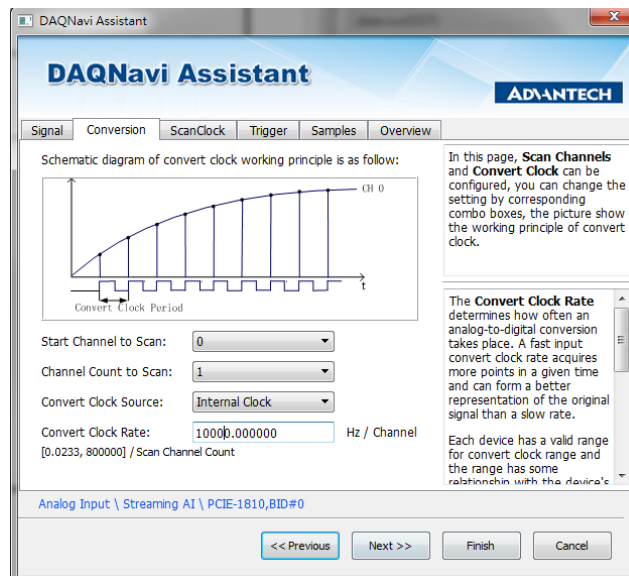 DAQNavi Assistant
DAQNavi Assistant
ADVANTECH
Signal
Conversion
ScanClock
Trigger
Samples
Overview
Schematic diagram of convert clock working principle is as follow:
CH 0
t
Convert Clock Period
Start Channel to Scan:
0
Channel Count to Scan:
1
Convert Clock Source:
Internal Clock
Convert Clock Rate:
10000.000000
Hz / Channel
[0.0233, 800000] / Scan Channel Count
In this page, Scan Channels
and Convert Clock can be
configured, you can change the
setting by corresponding
combo boxes, the picture show
the working principle of convert
clock.
The Convert Clock Rate
determines how often an
analog-to-digital conversion
takes place. A fast input
convert clock rate acquires
more points in a given time
and can form a better
representation of the original
signal than a slow rate.
Each device has a valid range
for convert clock range and
the range has some
relationship with the device's
Analog Input \ Streaming AI \ PCIE-1810,BID#0
<< Previous
Next >>
Finish
Cancel